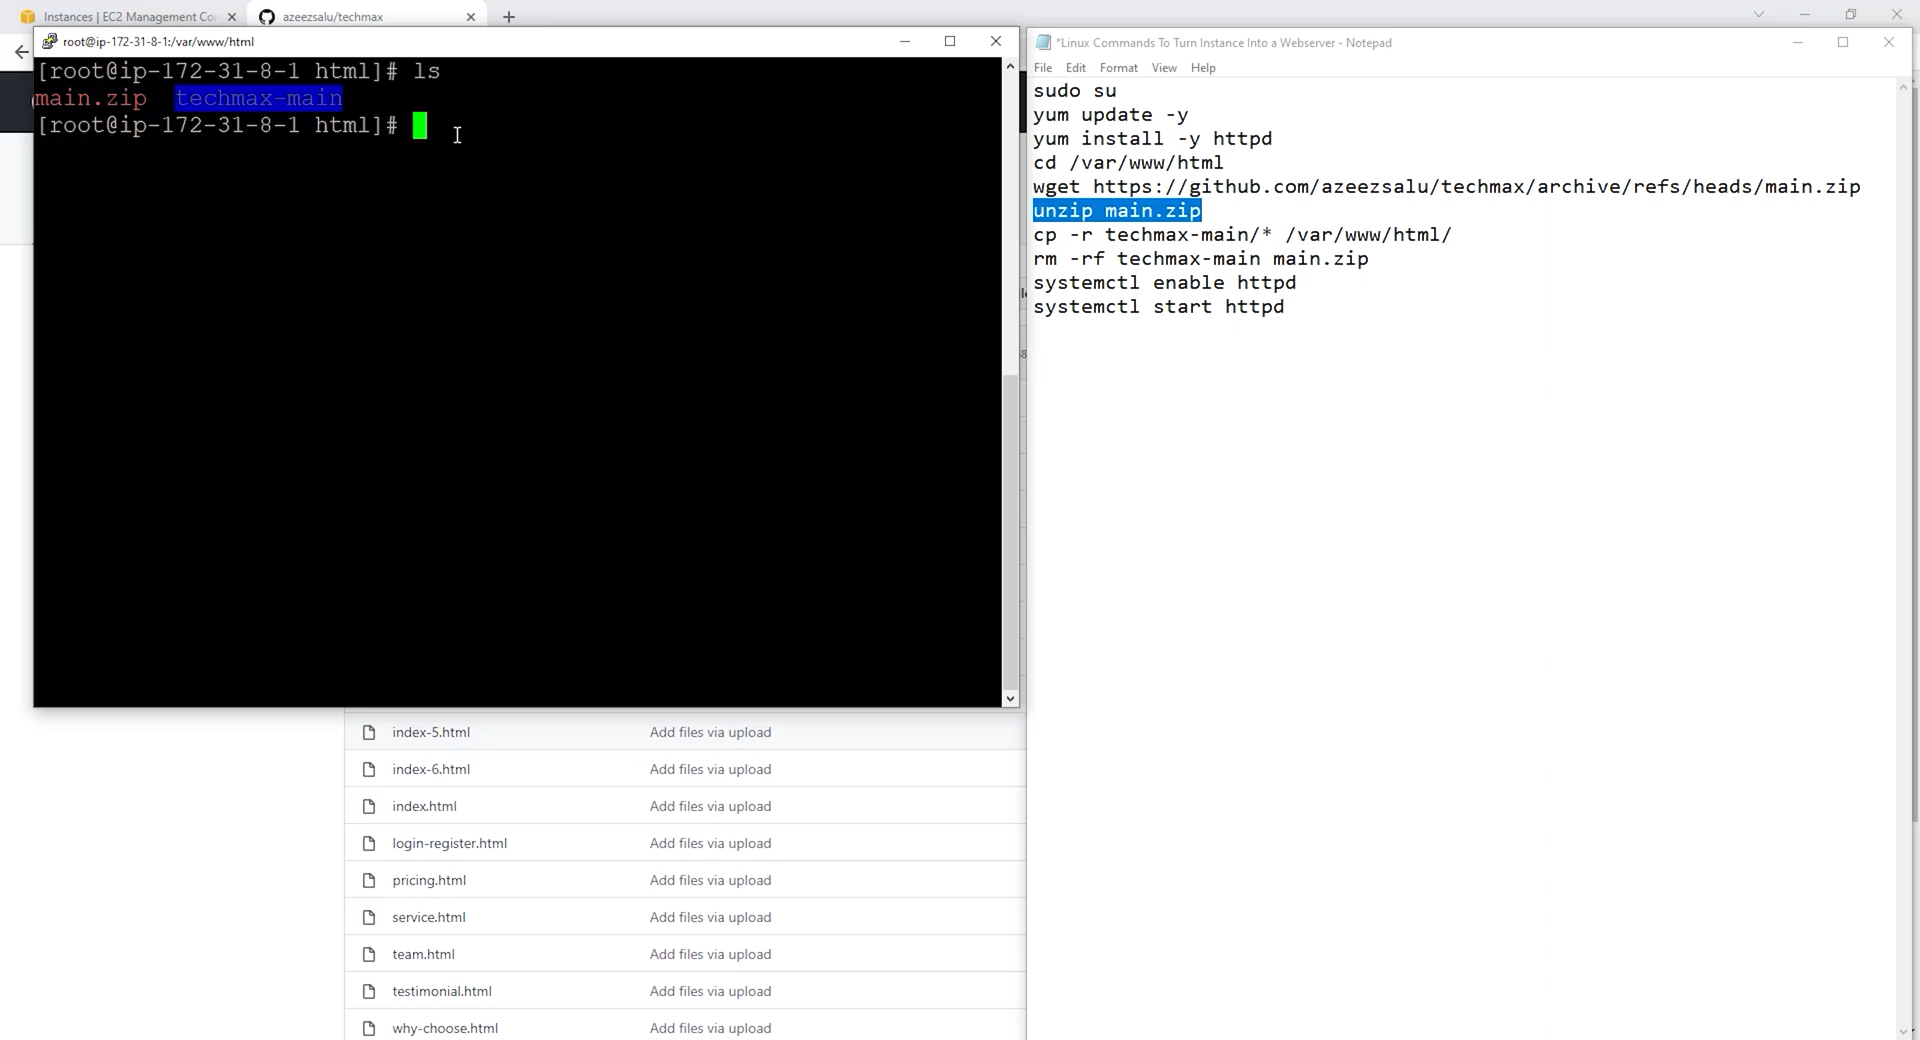 Instances | EC2 Management Co
azeezsalu/techmax
root@ip-172-31-8-1:/var/www/html
[root@ip-172-31-8-1 html]# ls
main.zip techmax-main
[root@ip-172-31-8-1 html]#
*Linux Commands To Turn Instance Into a Webserver - Notepad
File Edit Format View Help
sudo su
yum update -y
yum install -y httpd
cd /var/www/html
wget https://github.com/azeezsalu/techmax/archive/refs/heads/main.zip
unzip main.zip
cp -r techmax-main/* /var/www/html/
rm -rf techmax-main main.zip
systemctl enable httpd
systemctl start httpd
index-5.html Add files via upload
index-6.html Add files via upload
index.html Add files via upload
login-register.html Add files via upload
pricing.html Add files via upload
service.html Add files via upload
team.html Add files via upload
testimonial.html Add files via upload
why-choose.html Add files via upload